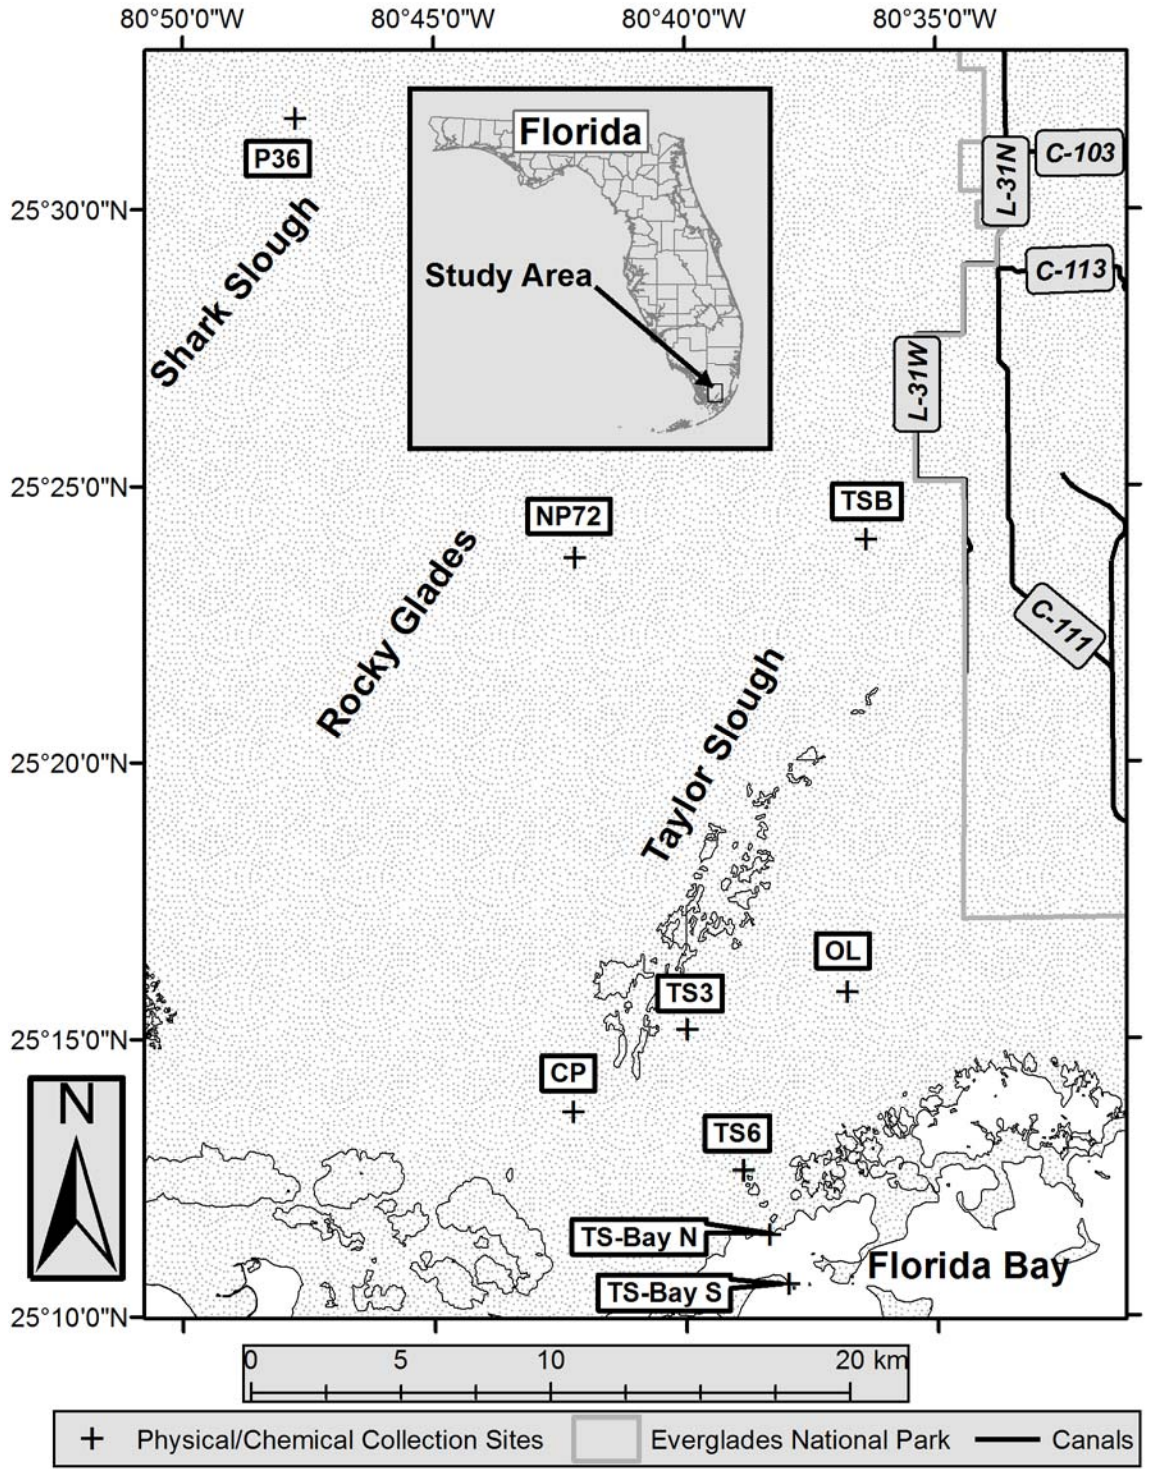 80°50'0"W 80°45'0"W 80°40'0"W 80°35'0"W
P36
Florida
C-103
L-31N
25°30'0"N
Shark Slough
Study Area
C-113
L-31W
25°25'0"N
TSB
NP72
Rocky Glades
C-111
Taylor Slough
25°20'0"N
OL
TS3
25°15'0"N
CP
N
TS6
TS-Bay N
Florida Bay
TS-Bay S
25°10'0"N
0 5 10 20 km
Physical/Chemical Collection Sites Everglades National Park Canals